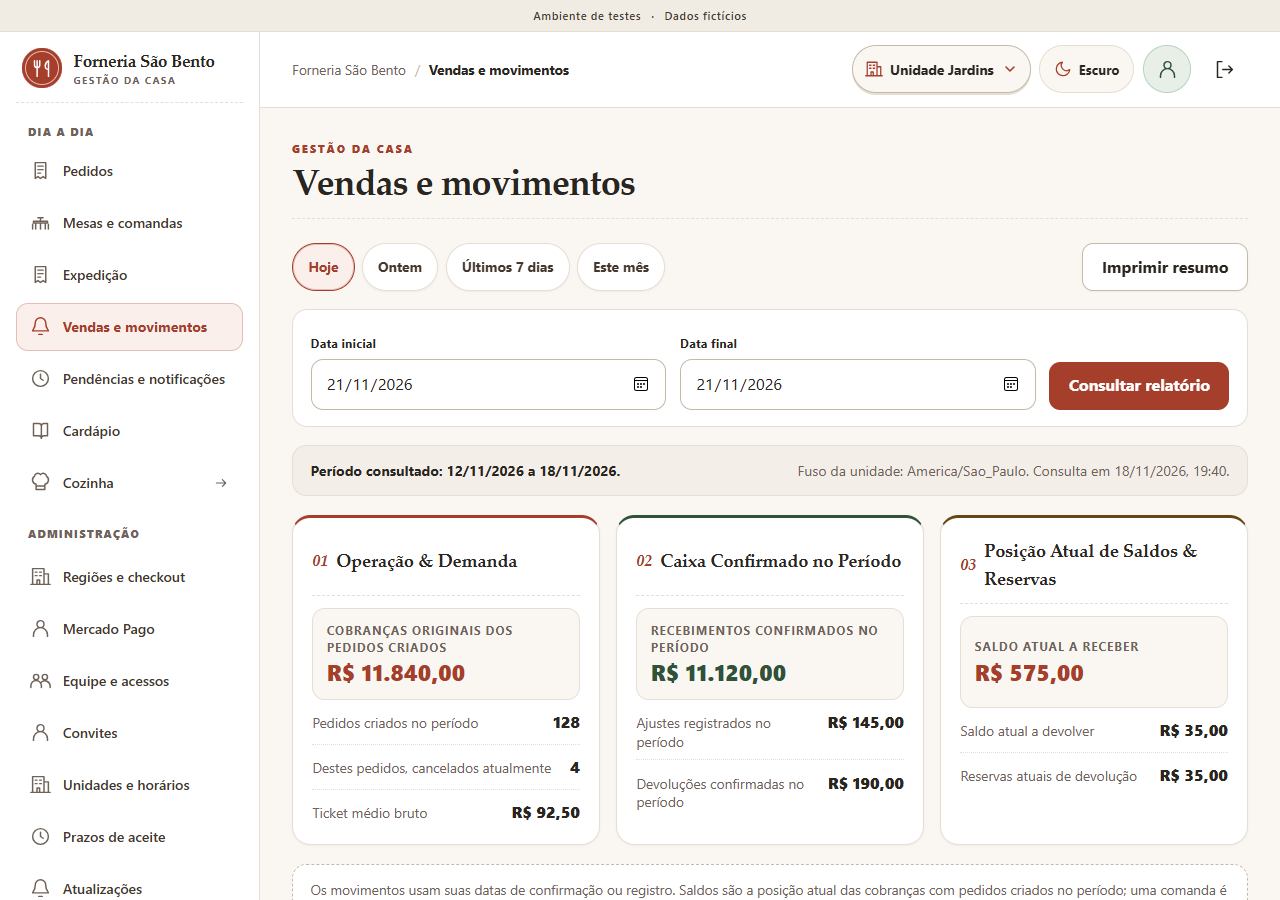 Ambiente de testes · Dados fictícios
Forneria São Bento
GESTÃO DA CASA
DIA A DIA
Pedidos
Mesas e comandas
Expedição
Vendas e movimentos
Pendências e notificações
Cardápio
Cozinha
ADMINISTRAÇÃO
Regiões e checkout
Mercado Pago
Equipe e acessos
Convites
Unidades e horários
Prazos de aceite
Atualizações
Forneria São Bento / Vendas e movimentos
Unidade Jardins
Escuro
GESTÃO DA CASA
Vendas e movimentos
Hoje
Ontem
Últimos 7 dias
Este mês
Imprimir resumo
Data inicial
21/11/2026
Data final
21/11/2026
Consultar relatório
Período consultado: 12/11/2026 a 18/11/2026.
Fuso da unidade: America/Sao_Paulo. Consulta em 18/11/2026, 19:40.
01 Operação & Demanda
COBRANÇAS ORIGINAIS DOS
PEDIDOS CRIADOS
R$ 11.840,00
Pedidos criados no período 128
Destes pedidos, cancelados atualmente 4
Ticket médio bruto R$ 92,50
02 Caixa Confirmado no Período
RECEBIMENTOS CONFIRMADOS NO
PERÍODO
R$ 11.120,00
Ajustes registrados no
período
R$ 145,00
Devoluções confirmadas no
período
R$ 190,00
03 Posição Atual de Saldos &
Reservas
SALDO ATUAL A RECEBER
R$ 575,00
Saldo atual a devolver R$ 35,00
Reservas atuais de devolução R$ 35,00
Os movimentos usam suas datas de confirmação ou registro. Saldos são a posição atual das cobranças com pedidos criados no período; uma comanda é